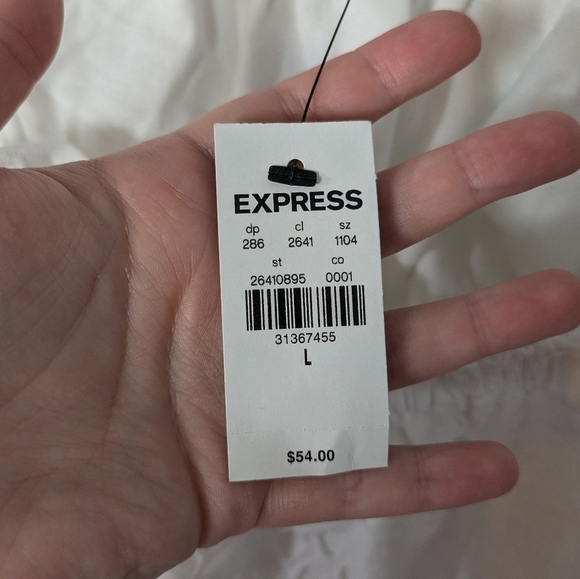 EXPRESS
dp cl sz
286 2641 1104
st co
26410895 0001
31367455
L
$54.00